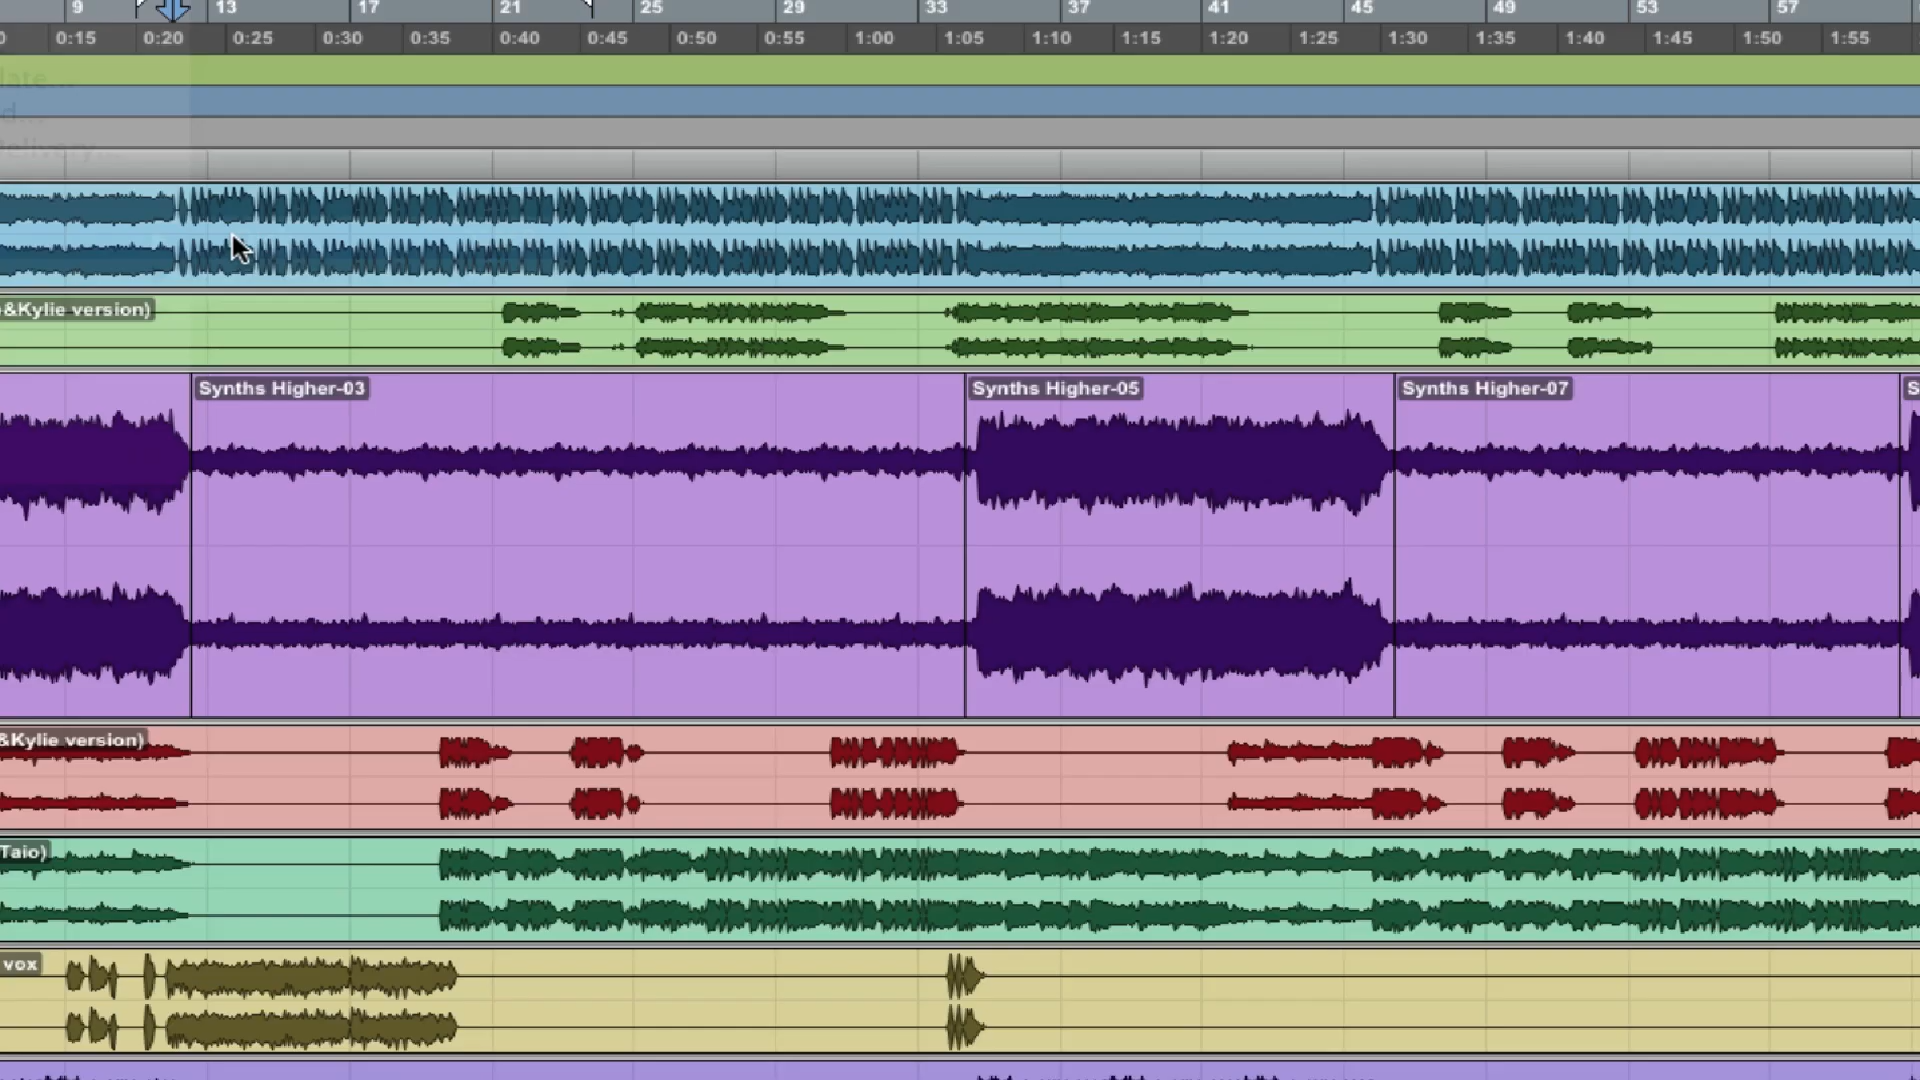 9 13 17 21 25 29 33 37 41 45 49 53 57
0:15 0:20 0:25 0:30 0:35 0:40 0:45 0:50 0:55 1:00 1:05 1:10 1:15 1:20 1:25 1:30 1:35 1:40 1:45 1:50 1:55
late...
d...
elivery...
&Kylie version)
Synths Higher-03 Synths Higher-05 Synths Higher-07 S
&Kylie version)
Taio)
vox